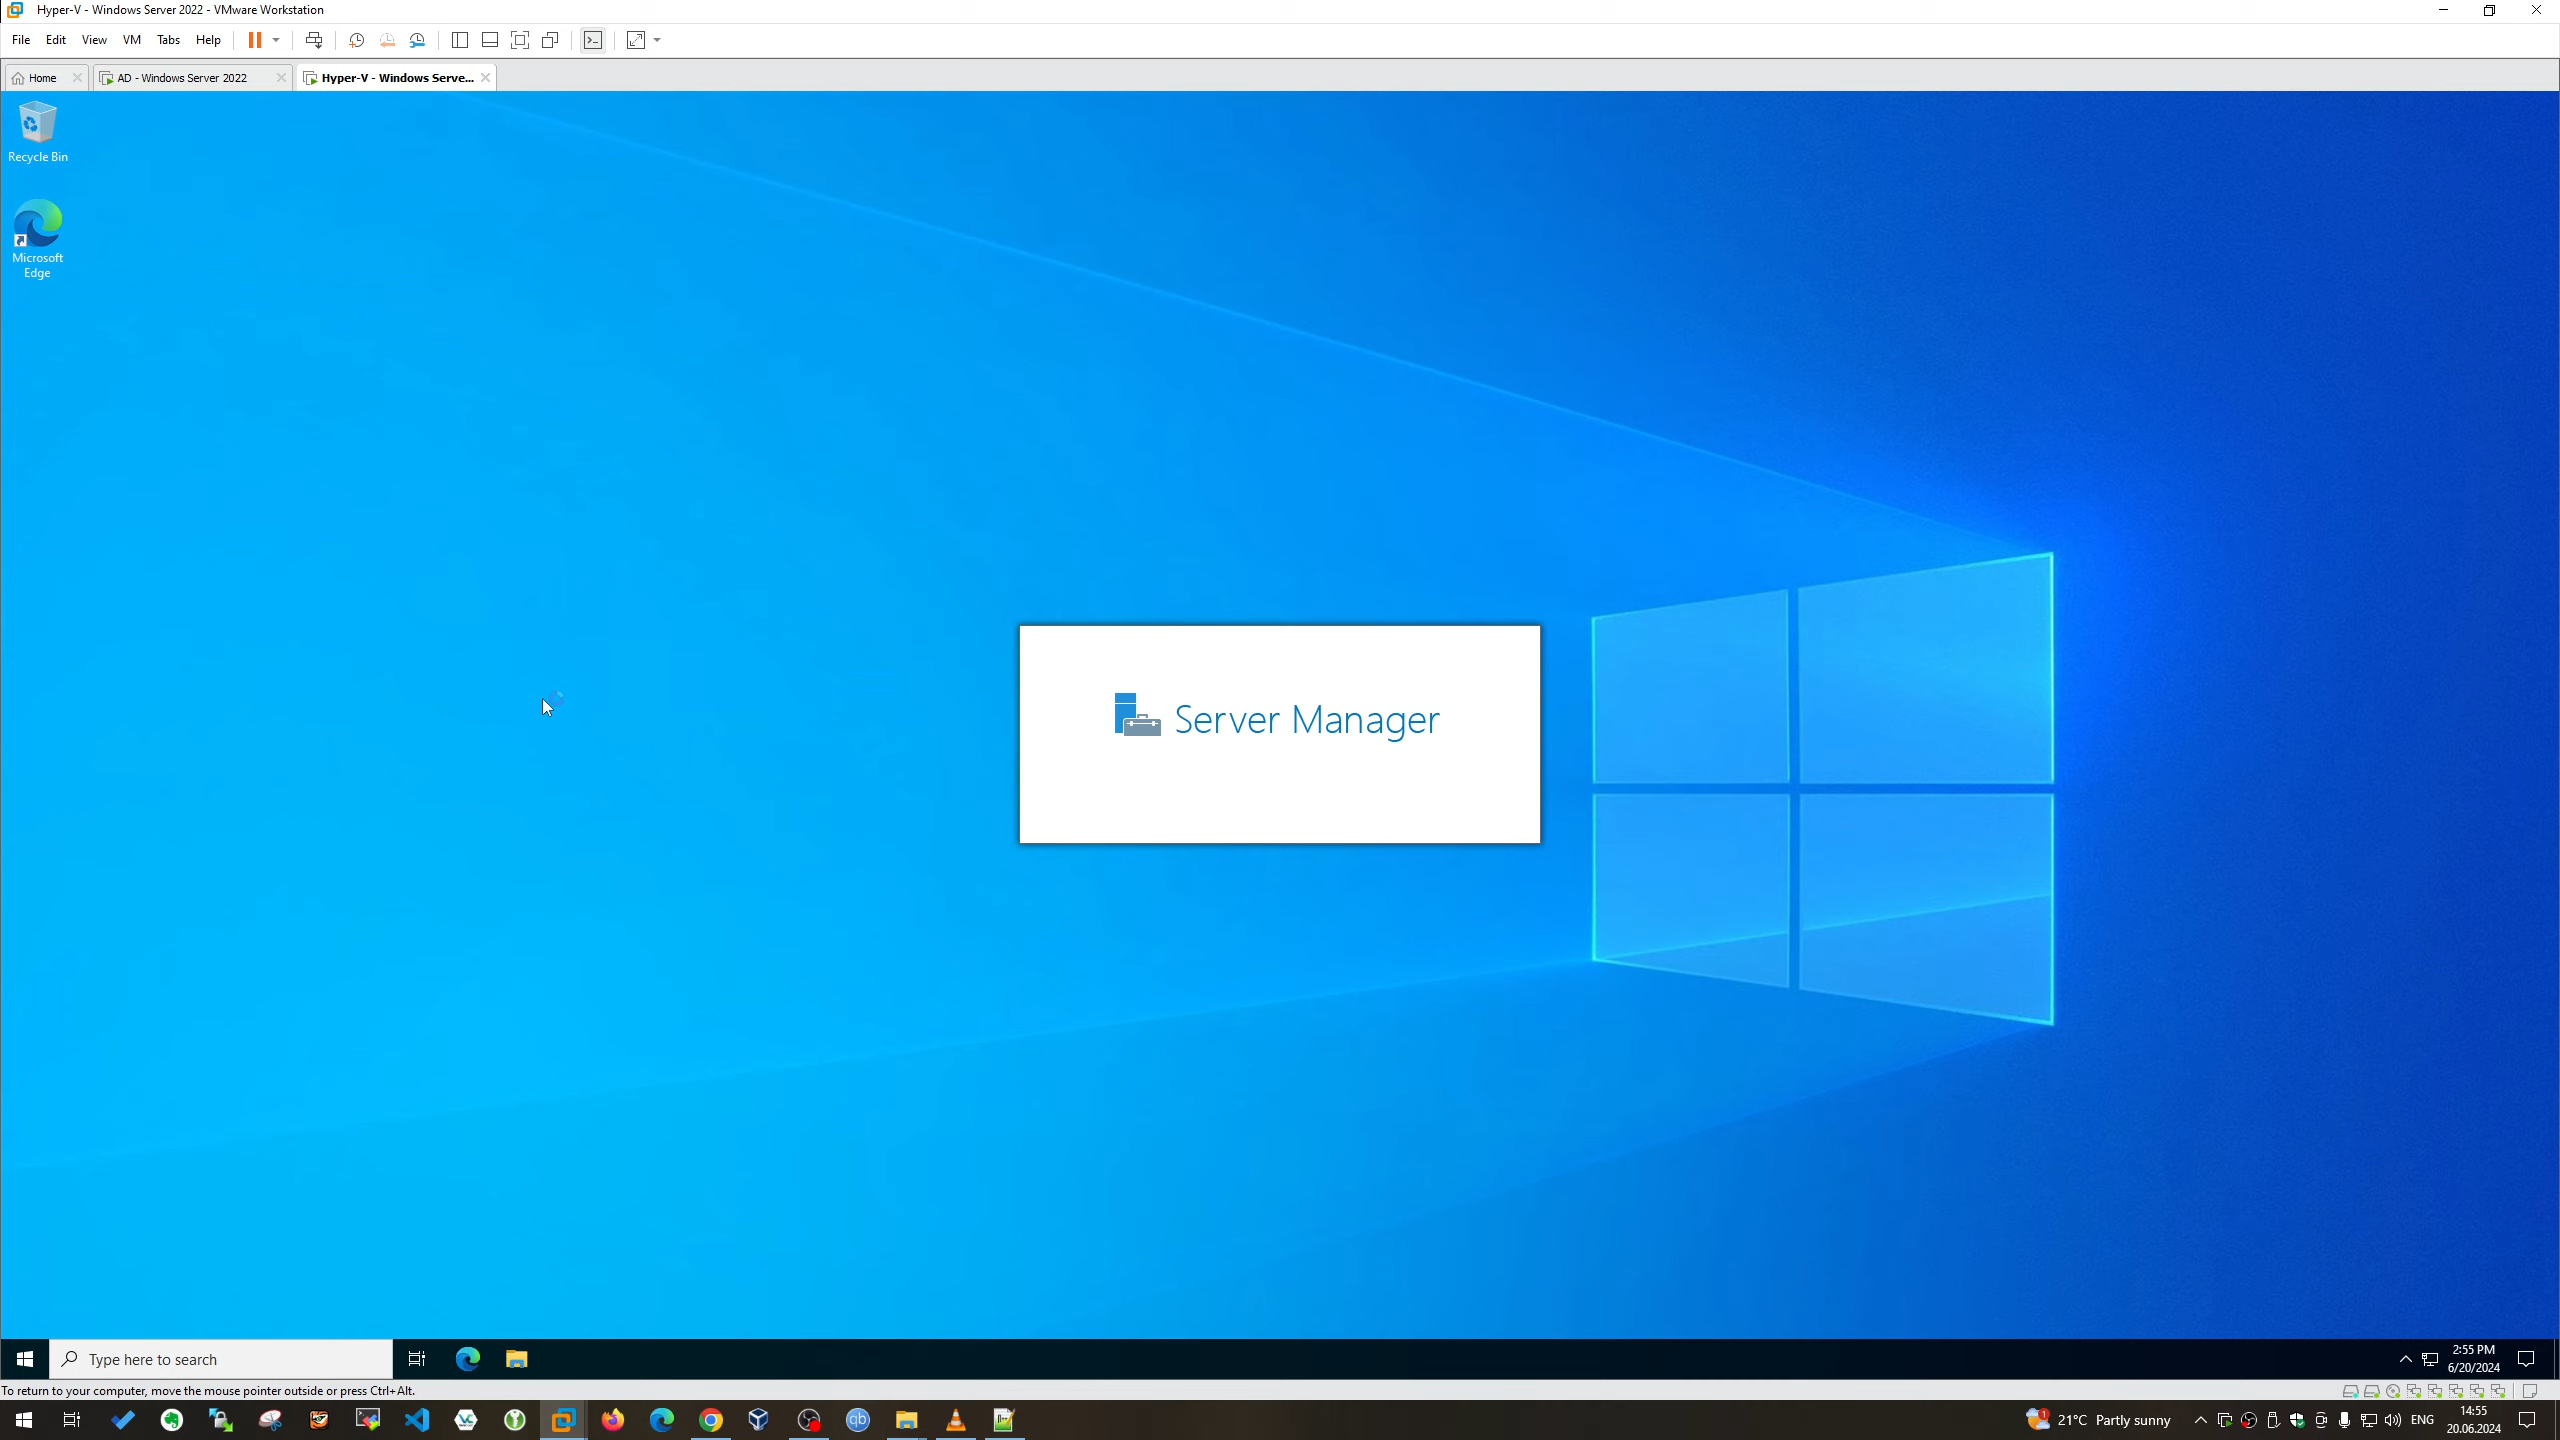 Hyper-V - Windows Server 2022 - VMware Workstation
File Edit View VM Tabs Help
Home AD - Windows Server 2022 Hyper-V - Windows Serve...
Recycle Bin
Microsoft
Edge
Server Manager
Type here to search
2:55 PM
6/20/2024
To return to your computer, move the mouse pointer outside or press Ctrl+Alt.
21°C Partly sunny
ENG
14:55
20.06.2024